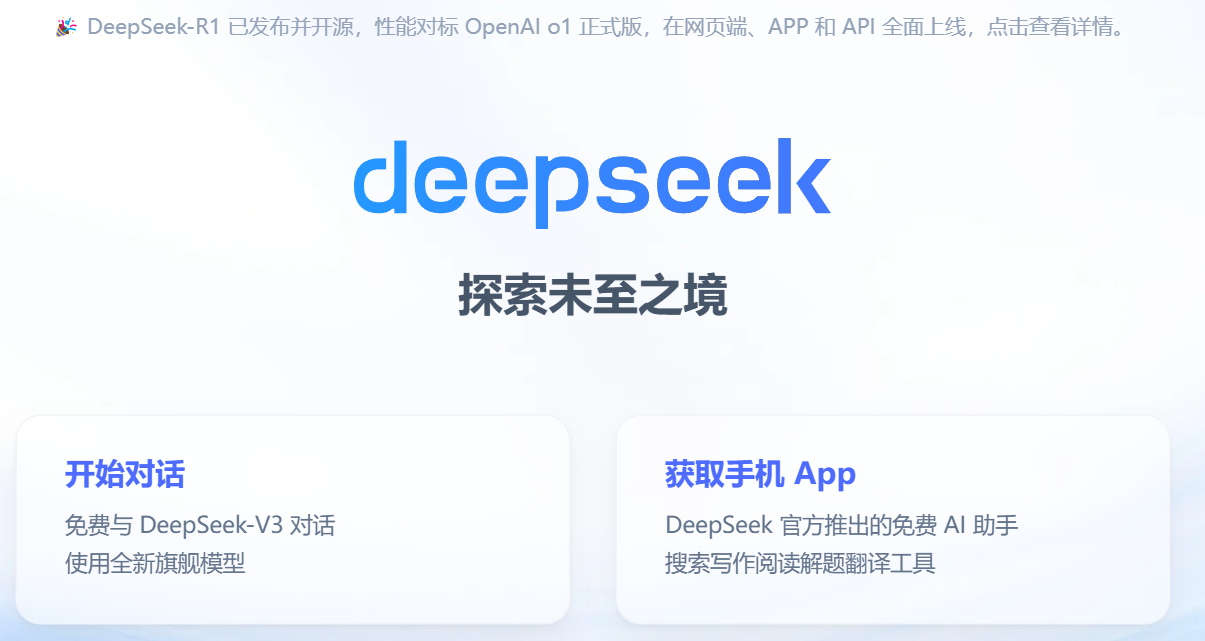 🎉 DeepSeek-R1 已发布并开源，性能对标 OpenAI o1 正式版，在网页端、APP 和 API 全面上线，点击查看详情。
deepseek
探索未至之境
开始对话
免费与 DeepSeek-V3 对话
使用全新旗舰模型
获取手机 App
DeepSeek 官方推出的免费 AI 助手
搜索写作阅读解题翻译工具